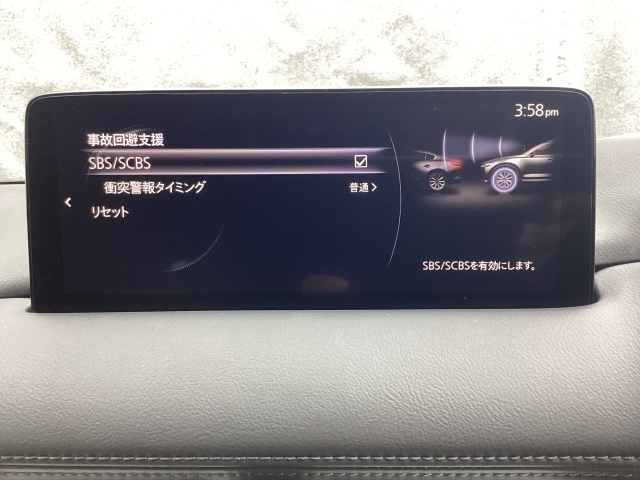 3:58pm
事故回避支援
SBS/SCBS
衝突警報タイミング 普通
リセット
SBS/SCBSを有効にします。